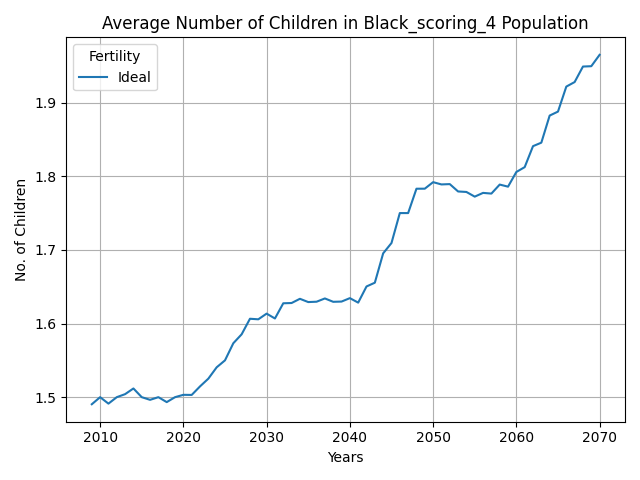 Average Number of Children in Black_scoring_4 Population
Fertility
Ideal
No. of Children
1.9
1.8
1.7
1.6
1.5
2010 2020 2030 2040 2050 2060 2070
Years